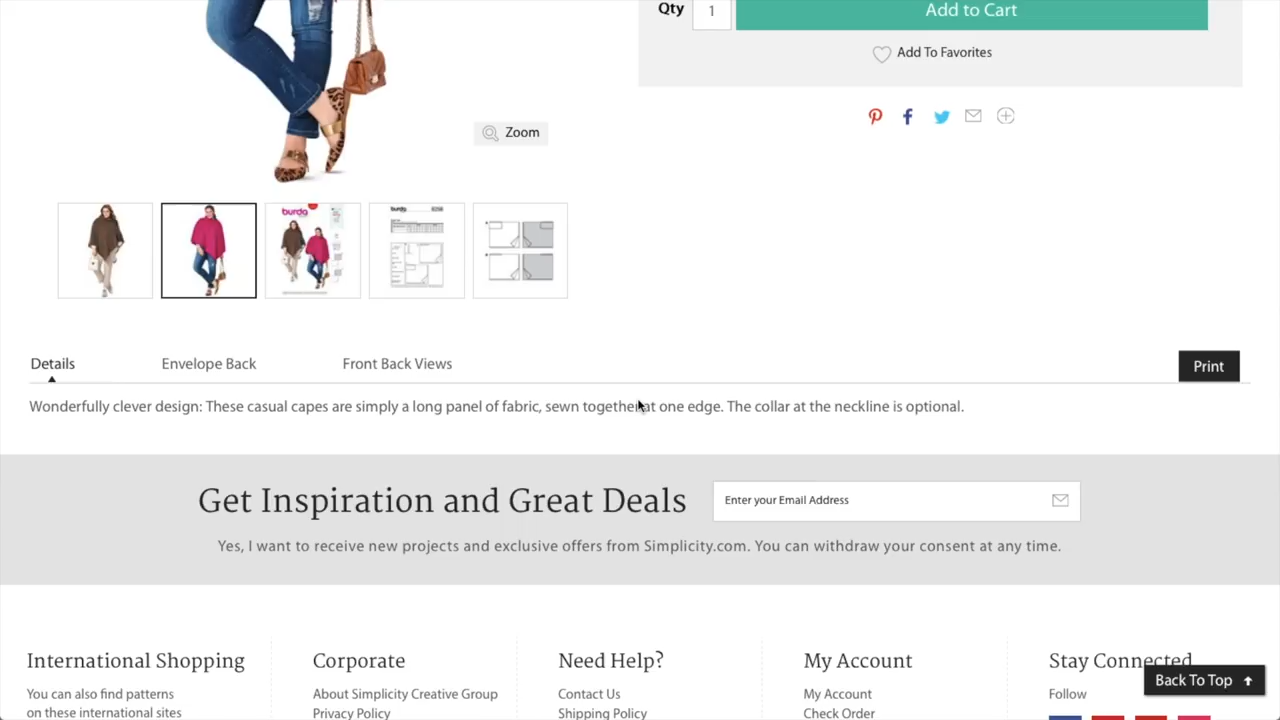 Qty
1
Add to Cart
Add To Favorites
Zoom
burda
burda
Details
Envelope Back
Front Back Views
Print
Wonderfully clever design: These casual capes are simply a long panel of fabric, sewn together at one edge. The collar at the neckline is optional.
Get Inspiration and Great Deals
Enter your Email Address
Yes, I want to receive new projects and exclusive offers from Simplicity.com. You can withdraw your consent at any time.
International Shopping
Corporate
Need Help?
My Account
Stay Connected
You can also find patterns
on these international sites
About Simplicity Creative Group
Privacy Policy
Contact Us
Shipping Policy
My Account
Check Order
Follow
Back To Top